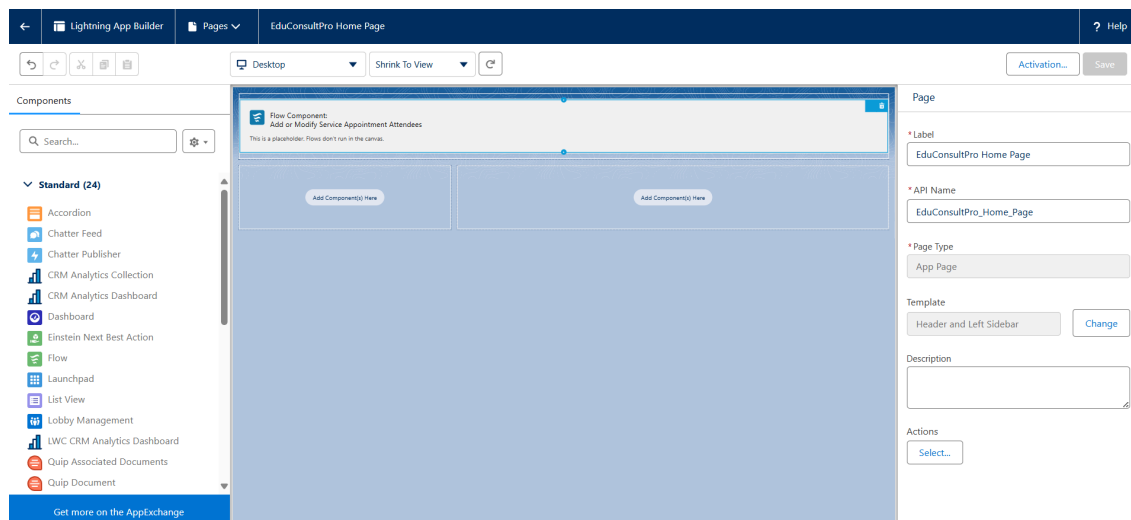 Lightning App Builder
Pages
EduConsultPro Home Page
? Help
Desktop
Shrink To View
Activation...
Save
Components
Search...
Standard (24)
Accordion
Chatter Feed
Chatter Publisher
CRM Analytics Collection
CRM Analytics Dashboard
Dashboard
Einstein Next Best Action
Flow
Launchpad
List View
Lobby Management
LWC CRM Analytics Dashboard
Quip Associated Documents
Quip Document
Get more on the AppExchange
Flow Component:
Add or Modify Service Appointment Attendees
This is a placeholder. Flows don't run in the canvas.
Add Component(s) Here
Add Component(s) Here
Page
*Label
EduConsultPro Home Page
*API Name
EduConsultPro_Home_Page
*Page Type
App Page
Template
Header and Left Sidebar
Change
Description
Actions
Select...